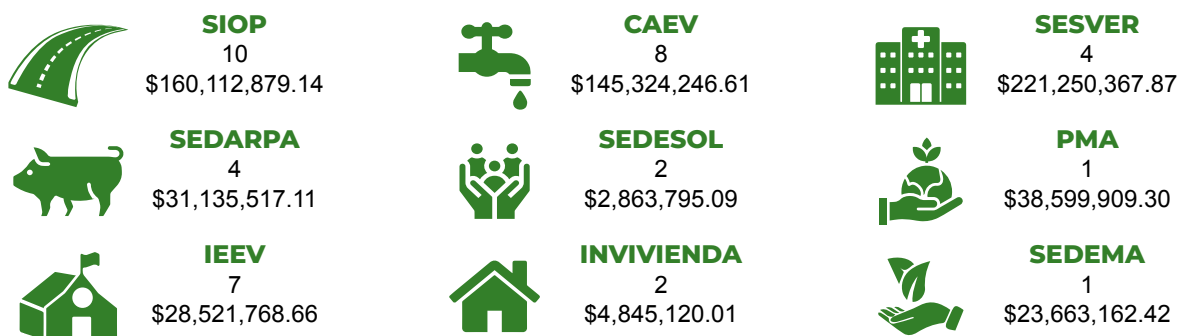 SIOP
10
$160,112,879.14
CAEV
8
$145,324,246.61
SESVER
4
$221,250,367.87
SEDARPA
4
$31,135,517.11
SEDESOL
2
$2,863,795.09
PMA
1
$38,599,909.30
IEEV
7
$28,521,768.66
INVIVIENDA
2
$4,845,120.01
SEDEMA
1
$23,663,162.42